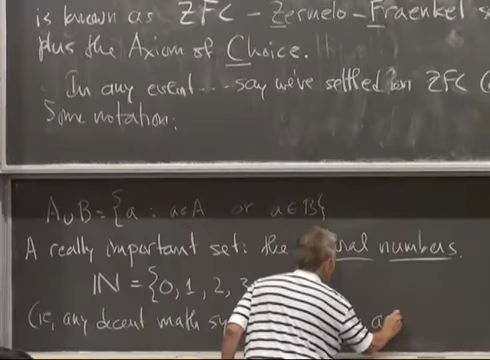 is known as ZFC - Zermelo - Fraenkel
plus the Axiom of Choice.
In any event... say we've settled on ZFC
Some notation:
A∪B = {a : a∈A or a∈B}
A really important set: the numbers.
ℕ = {0, 1, 2, 3
(ie, any decent math